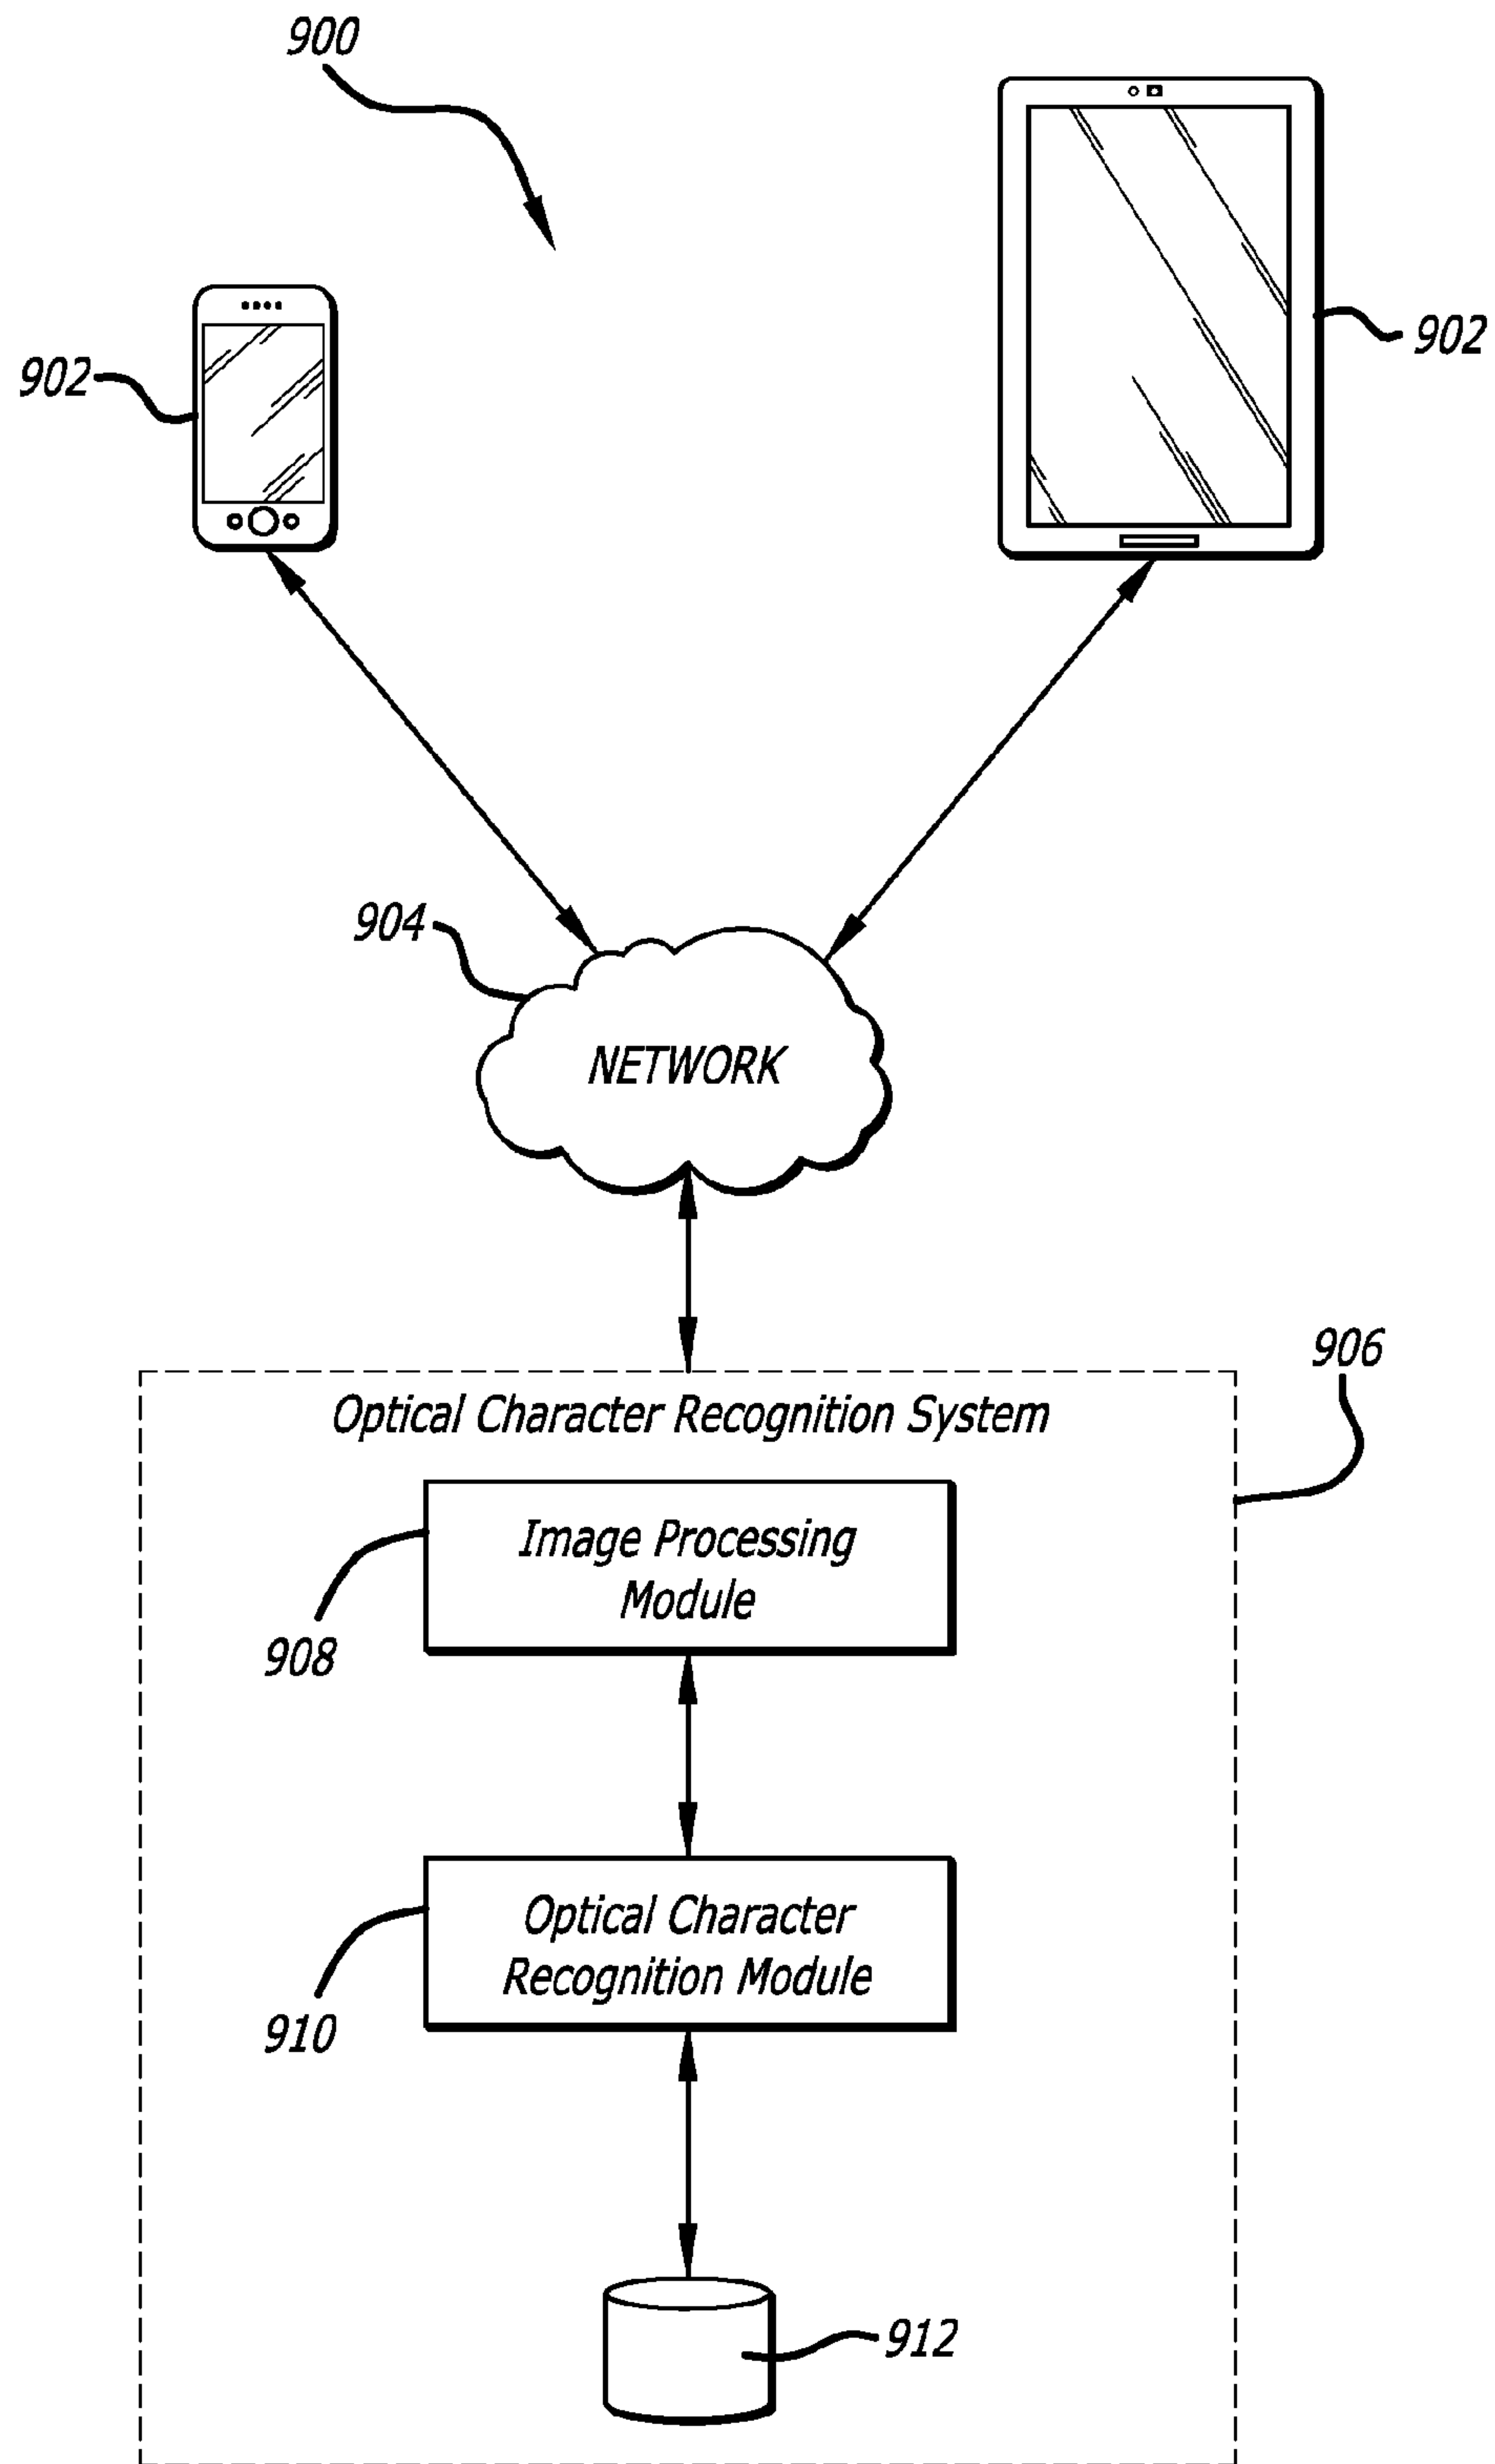 900
902
902
904
NETWORK
906
Optical Character Recognition System
Image Processing
Module
908
Optical Character
Recognition Module
910
912